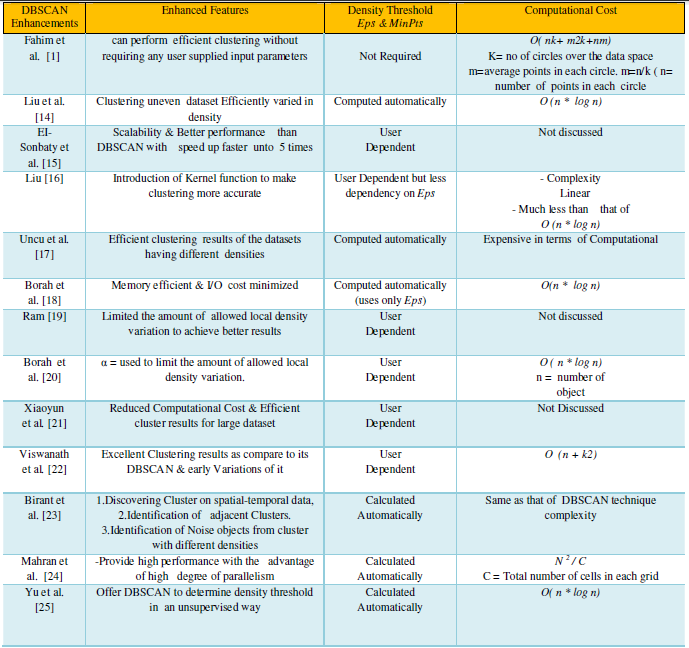 DBSCAN Enhancements
Enhanced Features
Density Threshold
Eps & MinPts
Computational Cost
Fahim et al. [1]
can perform efficient clustering without
requiring any user supplied input parameters
Not Required
O( nk+ m2k+nm)
K= no of circles over the data space
m=average points in each circle, m=n/k ( n=
number of points in each circle
Liu et al.
[14]
Clustering uneven dataset Efficiently varied in
density
Computed automatically
O (n * log n)
EI-
Sonbaty et
al. [15]
Scalability & Better performance than
DBSCAN with speed up faster unto 5 times
User
Dependent
Not discussed
Liu [16]
Introduction of Kernel function to make
clustering more accurate
User Dependent but less
dependency on Eps
- Complexity
Linear
- Much less than that of
O (n * log n)
Uncu et al.
[17]
Efficient clustering results of the datasets
having different densities
Computed automatically
Expensive in terms of Computational
Borah et
al. [18]
Memory efficient & I/O cost minimized
Computed automatically
(uses only Eps)
O(n * log n)
Ram [19]
Limited the amount of allowed local density
variation to achieve better results
User
Dependent
Not discussed
Borah et
al. [20]
α = used to limit the amount of allowed local
density variation.
User
Dependent
O ( n * log n)
n = number of
object
Xiaoyun
et al. [21]
Reduced Computational Cost & Efficient
cluster results for large dataset
User
Dependent
Not Discussed
Viswanath
et al. [22]
Excellent Clustering results as compare to its
DBSCAN & early Variations of it
User
Dependent
O (n + k2)
Birant et
al. [23]
1.Discovering Cluster on spatial-temporal data,
2.Identification of adjacent Clusters,
3.Identification of Noise objects from cluster
with different densities
Calculated
Automatically
Same as that of DBSCAN technique
complexity
Mahran et
al. [24]
-Provide high performance with the advantage
of high degree of parallelism
Calculated
Automatically
N 2 / C
C = Total number of cells in each grid
Yu et al.
[25]
Offer DBSCAN to determine density threshold
in an unsupervised way
Calculated
Automatically
O( n * log n)